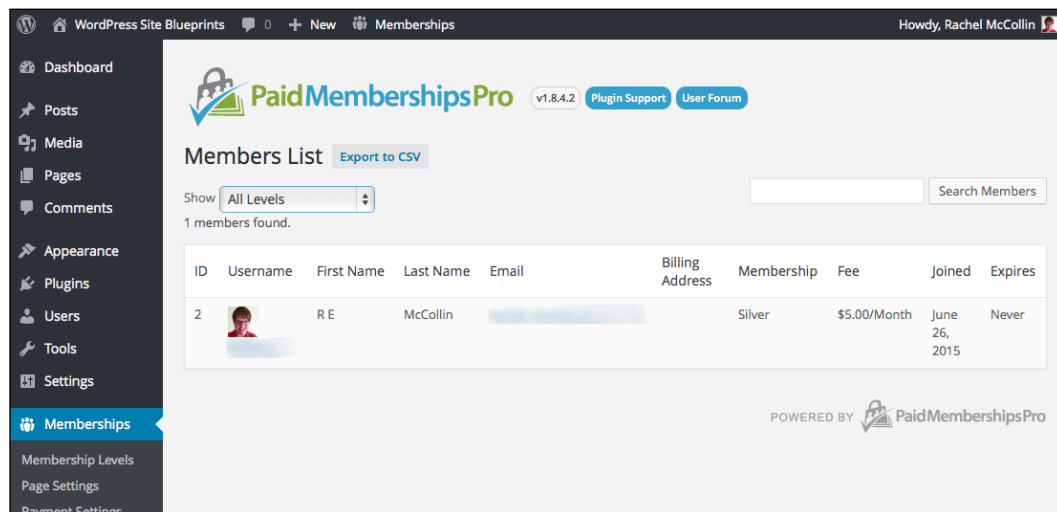 WordPress Site Blueprints 0 + New Memberships Howdy, Rachel McCollin
Dashboard
Posts
Media
Pages
Comments
Appearance
Plugins
Users
Tools
Settings
Memberships
Membership Levels
Page Settings
Payment Settings
PaidMembershipsPro v1.8.4.2 Plugin Support User Forum
Members List Export to CSV
Show All Levels Search Members
1 members found.
ID Username First Name Last Name Email Billing Address Membership Fee Joined Expires
2 R E McCollin Silver $5.00/Month June 26, 2015 Never
POWERED BY PaidMembershipsPro